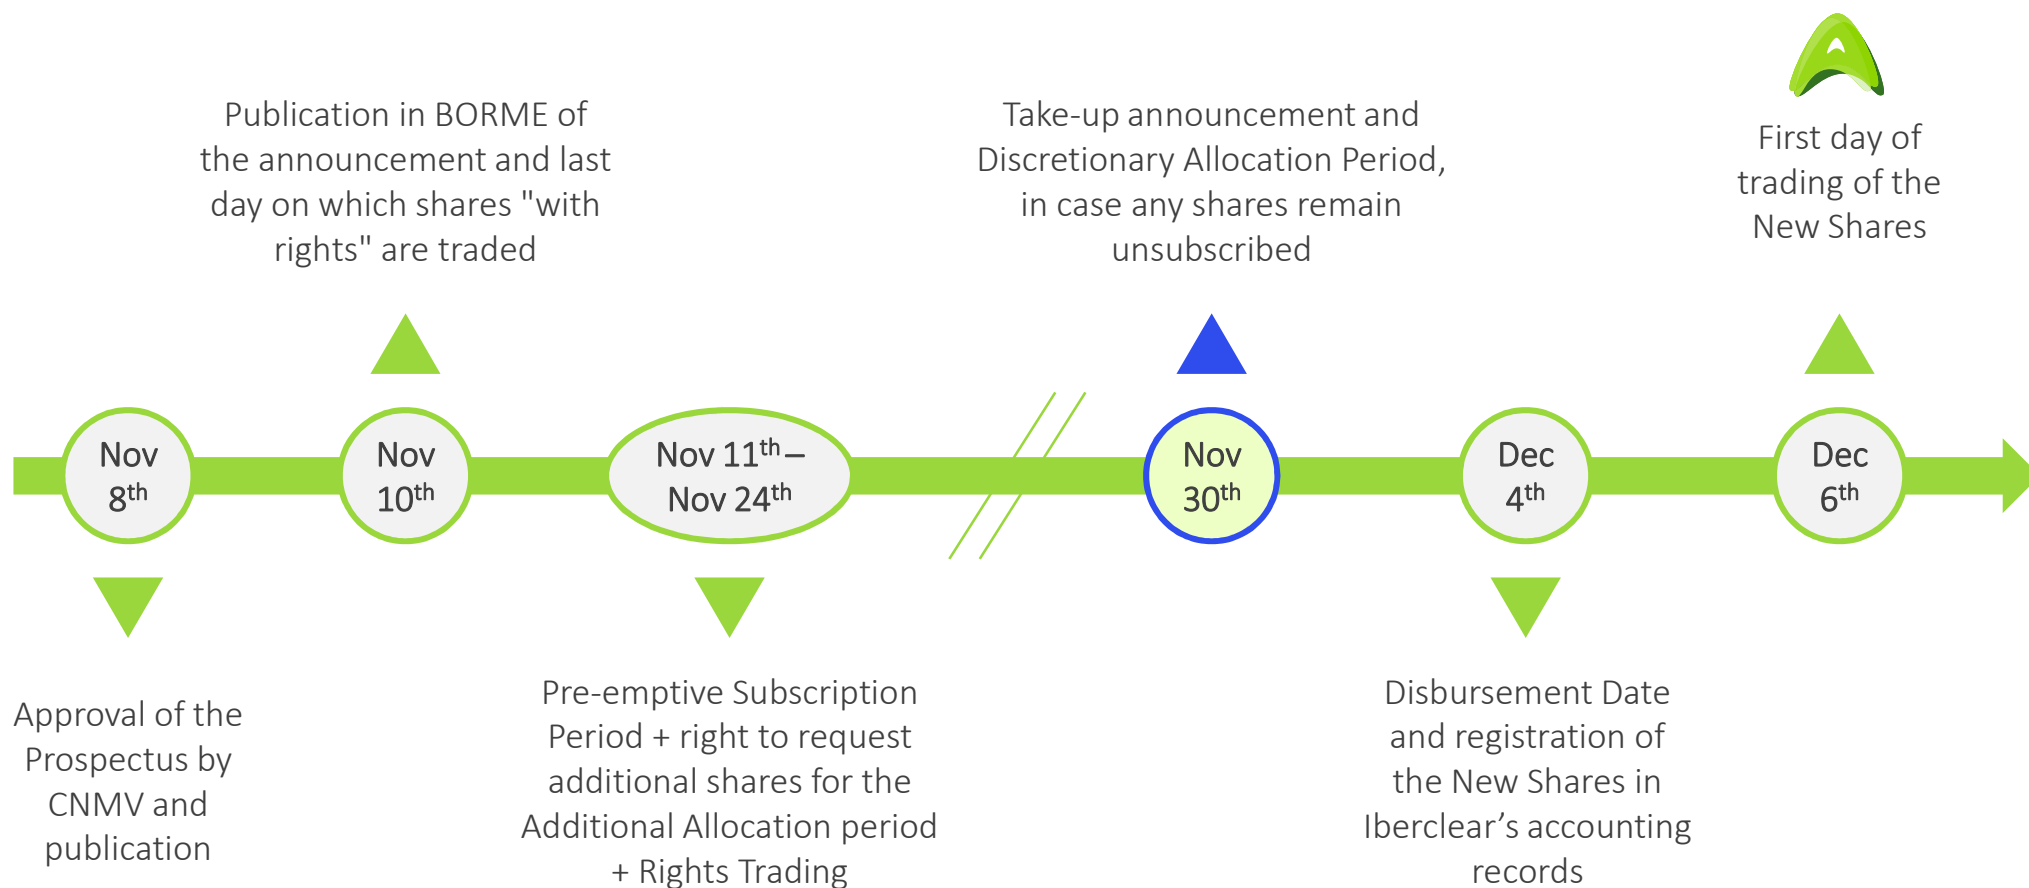 Publication in BORME of
the announcement and last
day on which shares "with
rights" are traded
Take-up announcement and
Discretionary Allocation Period,
in case any shares remain
unsubscribed
First day of
trading of the
New Shares
Nov
8th
Nov
10th
Nov 11th –
Nov 24th
Nov
30th
Dec
4th
Dec
6th
Approval of the
Prospectus by
CNMV and
publication
Pre-emptive Subscription
Period + right to request
additional shares for the
Additional Allocation period
+ Rights Trading
Disbursement Date
and registration of
the New Shares in
Iberclear’s accounting
records